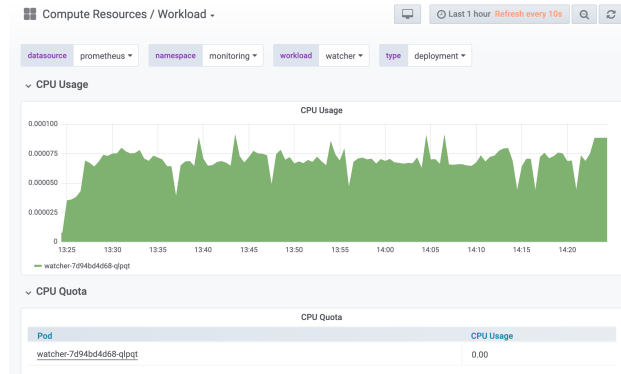 Compute Resources / Workload
Last 1 hour Refresh every 10s
datasource prometheus namespace monitoring workload watcher type deployment
CPU Usage
CPU Usage
0.000100
0.000075
0.000050
0.000025
0
13:25 13:30 13:35 13:40 13:45 13:50 13:55 14:00 14:05 14:10 14:15 14:20
watcher-7d94bd4d68-qlpqt
CPU Quota
CPU Quota
Pod CPU Usage
watcher-7d94bd4d68-qlpqt 0.00